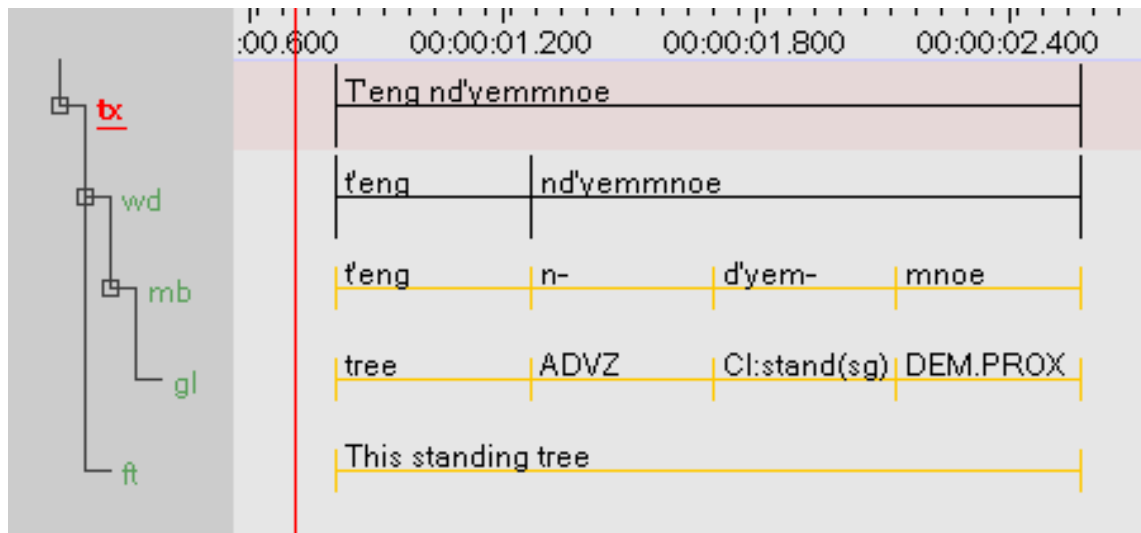 :00.600 00:00:01.200 00:00:01.800 00:00:02.400
tx T'eng nd'yemmnoe
wd t'eng nd'yemmnoe
mb t'eng n- d'yem- mnoe
gl tree ADVZ Cl:stand(sg) DEM.PROX
ft This standing tree